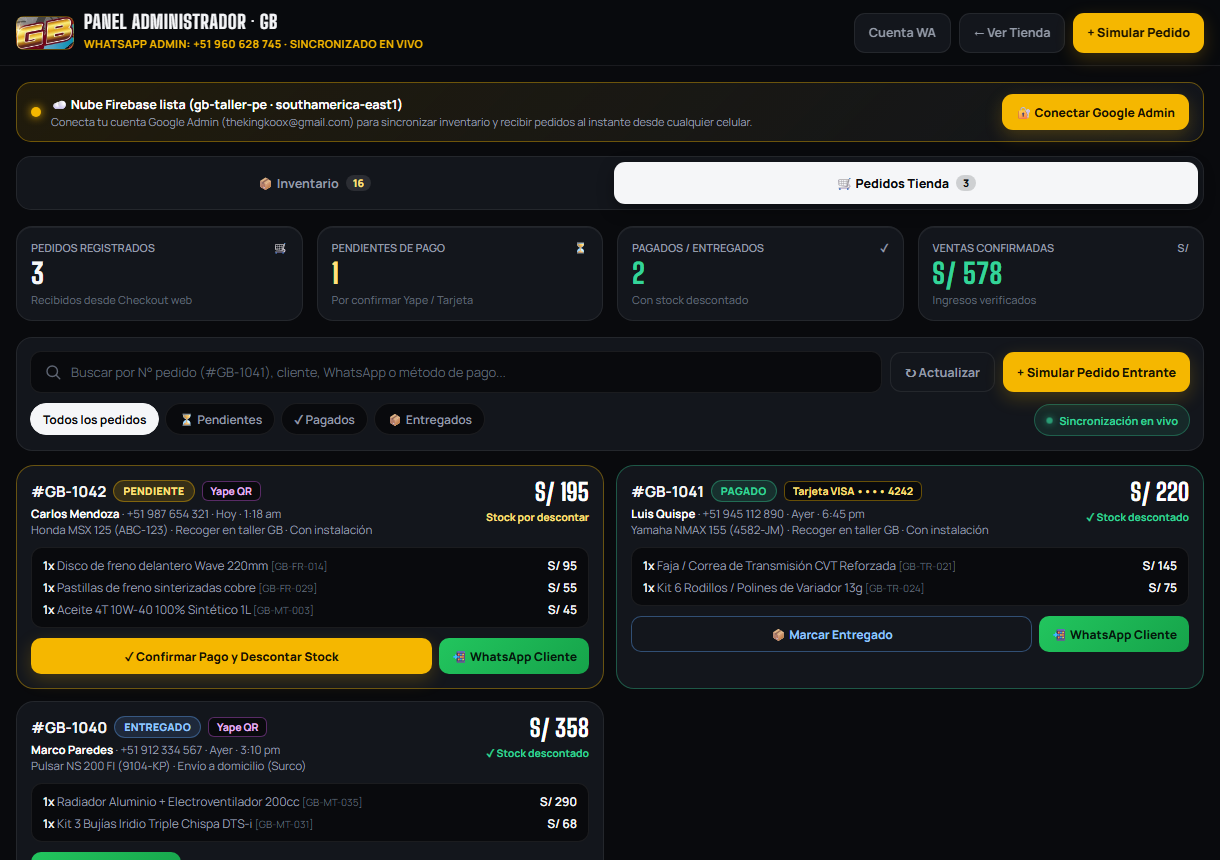 GB
PANEL ADMINISTRADOR · GB
WHATSAPP ADMIN: +51 960 628 745 · SINCRONIZADO EN VIVO
Cuenta WA
← Ver Tienda
+ Simular Pedido
Nube Firebase lista (gb-taller-pe · southamerica-east1)
Conecta tu cuenta Google Admin (thekingkoox@gmail.com) para sincronizar inventario y recibir pedidos al instante desde cualquier celular.
Conectar Google Admin
Inventario 16
Pedidos Tienda 3
PEDIDOS REGISTRADOS
3
Recibidos desde Checkout web
PENDIENTES DE PAGO
1
Por confirmar Yape / Tarjeta
PAGADOS / ENTREGADOS ✓
2
Con stock descontado
VENTAS CONFIRMADAS S/
S/ 578
Ingresos verificados
Buscar por N° pedido (#GB-1041), cliente, WhatsApp o método de pago...
↻ Actualizar
+ Simular Pedido Entrante
Todos los pedidos
Pendientes
✓ Pagados
Entregados
Sincronización en vivo
#GB-1042 PENDIENTE Yape QR S/ 195
Carlos Mendoza · +51 987 654 321 · Hoy · 1:18 am Stock por descontar
Honda MSX 125 (ABC-123) · Recoger en taller GB · Con instalación
1x Disco de freno delantero Wave 220mm [GB-FR-014] S/ 95
1x Pastillas de freno sinterizadas cobre [GB-FR-029] S/ 55
1x Aceite 4T 10W-40 100% Sintético 1L [GB-MT-003] S/ 45
✓ Confirmar Pago y Descontar Stock
WhatsApp Cliente
#GB-1041 PAGADO Tarjeta VISA •••• 4242 S/ 220
Luis Quispe · +51 945 112 890 · Ayer · 6:45 pm ✓ Stock descontado
Yamaha NMAX 155 (4582-JM) · Recoger en taller GB · Con instalación
1x Faja / Correa de Transmisión CVT Reforzada [GB-TR-021] S/ 145
1x Kit 6 Rodillos / Polines de Variador 13g [GB-TR-024] S/ 75
Marcar Entregado
WhatsApp Cliente
#GB-1040 ENTREGADO Yape QR S/ 358
Marco Paredes · +51 912 334 567 · Ayer · 3:10 pm ✓ Stock descontado
Pulsar NS 200 FI (9104-KP) · Envío a domicilio (Surco)
1x Radiador Aluminio + Electroventilador 200cc [GB-MT-035] S/ 290
1x Kit 3 Bujías Iridio Triple Chispa DTS-i [GB-MT-031] S/ 68